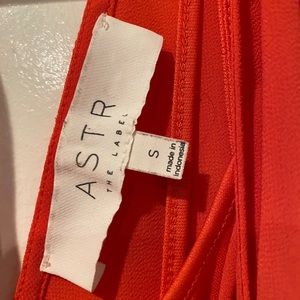 ASTR
THE LABEL
S
made in
indonesia